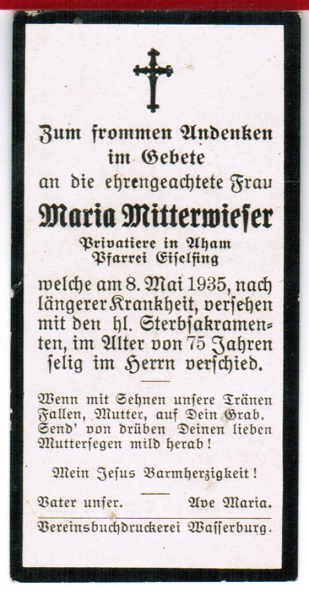 Zum frommen Andenken
im Gebete
an die ehrengeachtete Frau
Maria Mitterwieser
Privatiere in Aham
Pfarrei Eiselfing
welche am 8. Mai 1935, nach
längerer Krankheit, versehen
mit den hl. Sterbsakramen-
ten, im Alter von 75 Jahren
selig im Herrn verschied.
Wenn mit Sehnen unsere Tränen
Fallen, Mutter, auf Dein Grab.
Send' von drüben Deinen lieben
Muttersegen mild herab!
Mein Jesus Barmherzigkeit!
Vater unser. Ave Maria.
Vereinsbuchdruckerei Wasserburg.